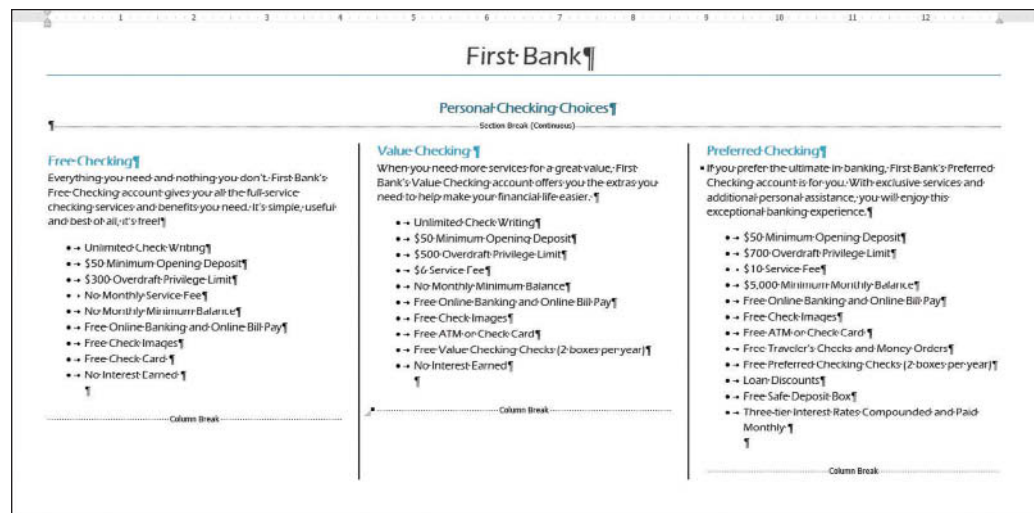 1 2 3 4 5 6 7 8 9 10 11 12
First Bank¶
Personal Checking Choices¶
¶
Section Break (Continuous)
Free Checking¶
Everything you need and nothing you don't. First Bank's
Free Checking account gives you all the full-service
checking services and benefits you need. It's simple, useful
and best of all, it's free!¶
• Unlimited Check Writing¶
• $50 Minimum Opening Deposit¶
• $300 Overdraft Privilege Limit¶
• No Monthly Service Fee¶
• No Monthly Minimum Balance¶
• Free Online Banking and Online Bill Pay¶
• Free Check Images¶
• Free Check Card ¶
• No Interest Earned ¶
¶
Column Break
Value Checking ¶
When you need more services for a great value, First
Bank's Value Checking account offers you the extras you
need to help make your financial life easier. ¶
• Unlimited Check Writing¶
• $50 Minimum Opening Deposit¶
• $500 Overdraft Privilege Limit¶
• $6 Service Fee¶
• No Monthly Minimum Balance¶
• Free Online Banking and Online Bill Pay¶
• Free Check Images¶
• Free ATM or Check Card¶
• Free Value Checking Checks (2 boxes per year)¶
• No Interest Earned¶
¶
Column Break
Preferred Checking¶
If you prefer the ultimate in banking, First Bank's Preferred
Checking account is for you. With exclusive services and
additional personal assistance, you will enjoy this
exceptional banking experience.¶
• $50 Minimum Opening Deposit¶
• $700 Overdraft Privilege Limit¶
• $10 Service Fee¶
• $5,000 Minimum Monthly Balance¶
• Free Online Banking and Online Bill Pay¶
• Free Check Images¶
• Free ATM or Check Card¶
• Free Traveler's Checks and Money Orders¶
• Free Preferred Checking Checks (2 boxes per year)¶
• Loan Discounts¶
• Free Safe Deposit Box¶
• Three-tier Interest Rates Compounded and Paid
Monthly ¶
¶
Column Break